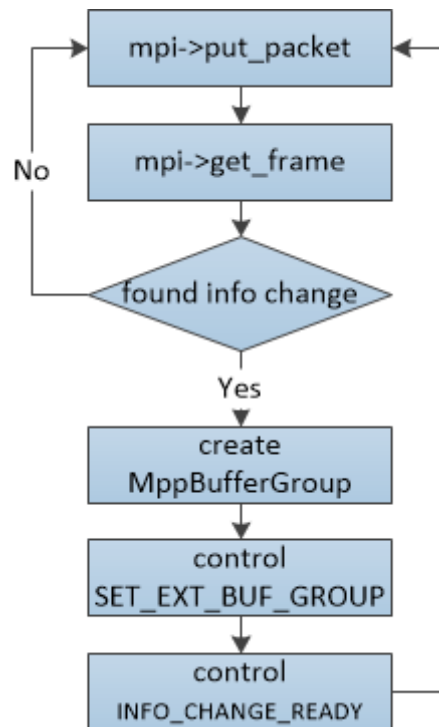 mpi->put_packet
mpi->get_frame
No
found info change
Yes
create
MppBufferGroup
control
SET_EXT_BUF_GROUP
control
INFO_CHANGE_READY